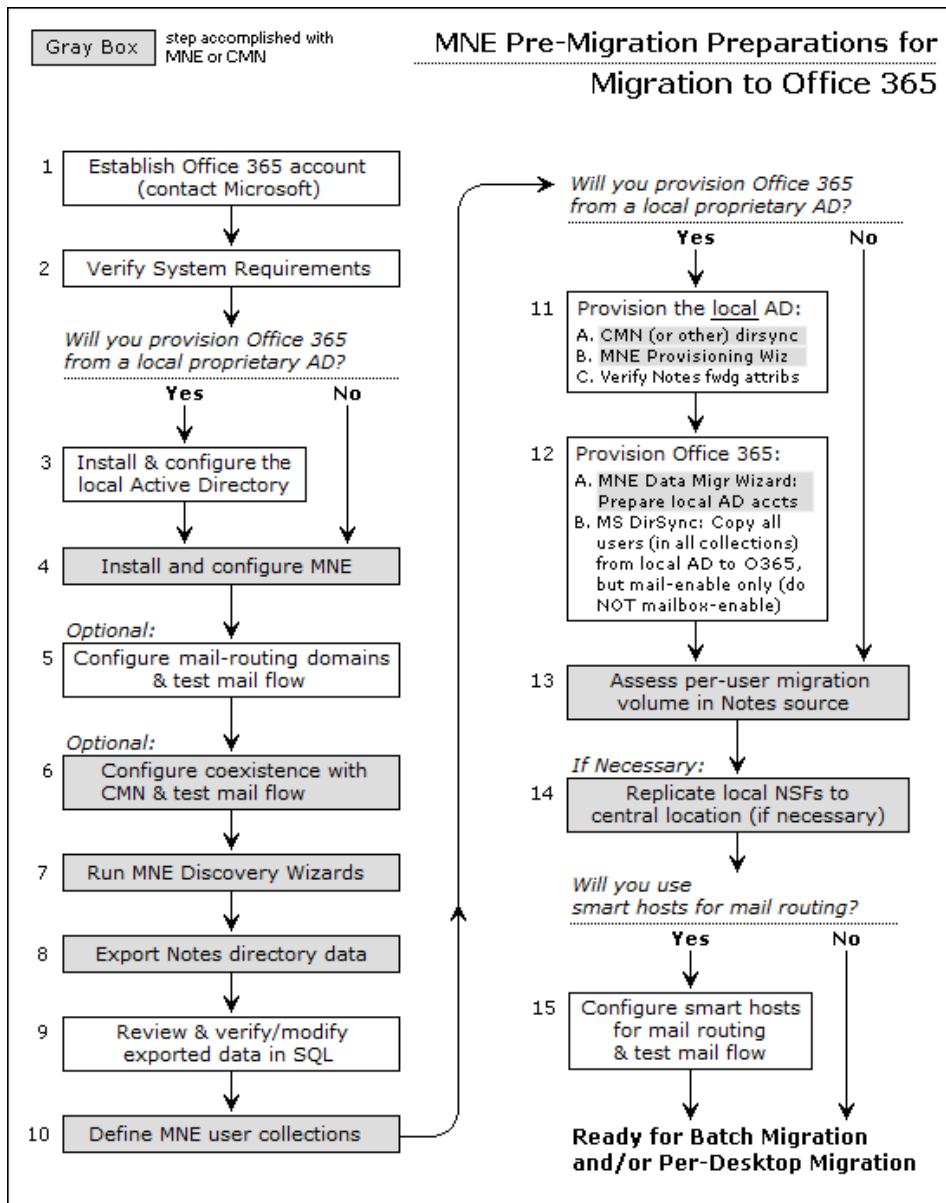 Gray Box
step accomplished with
MNE or CMN
MNE Pre-Migration Preparations for
Migration to Office 365
1
Establish Office 365 account
(contact Microsoft)
2
Verify System Requirements
Will you provision Office 365
from a local proprietary AD?
Yes
No
3
Install & configure the
local Active Directory
4
Install and configure MNE
Optional:
5
Configure mail-routing domains
& test mail flow
Optional:
6
Configure coexistence with
CMN & test mail flow
7
Run MNE Discovery Wizards
8
Export Notes directory data
9
Review & verify/modify
exported data in SQL
10
Define MNE user collections
Will you provision Office 365
from a local proprietary AD?
Yes
No
11
Provision the local AD:
A. CMN (or other) dirsync
B. MNE Provisioning Wiz
C. Verify Notes fwdg attribs
12
Provision Office 365:
A. MNE Data Migr Wizard:
Prepare local AD accts
B. MS DirSync: Copy all
users (in all collections)
from local AD to O365,
but mail-enable only (do
NOT mailbox-enable)
13
Assess per-user migration
volume in Notes source
If Necessary:
14
Replicate local NSFs to
central location (if necessary)
Will you use
smart hosts for mail routing?
Yes
No
15
Configure smart hosts
for mail routing
& test mail flow
Ready for Batch Migration
and/or Per-Desktop Migration